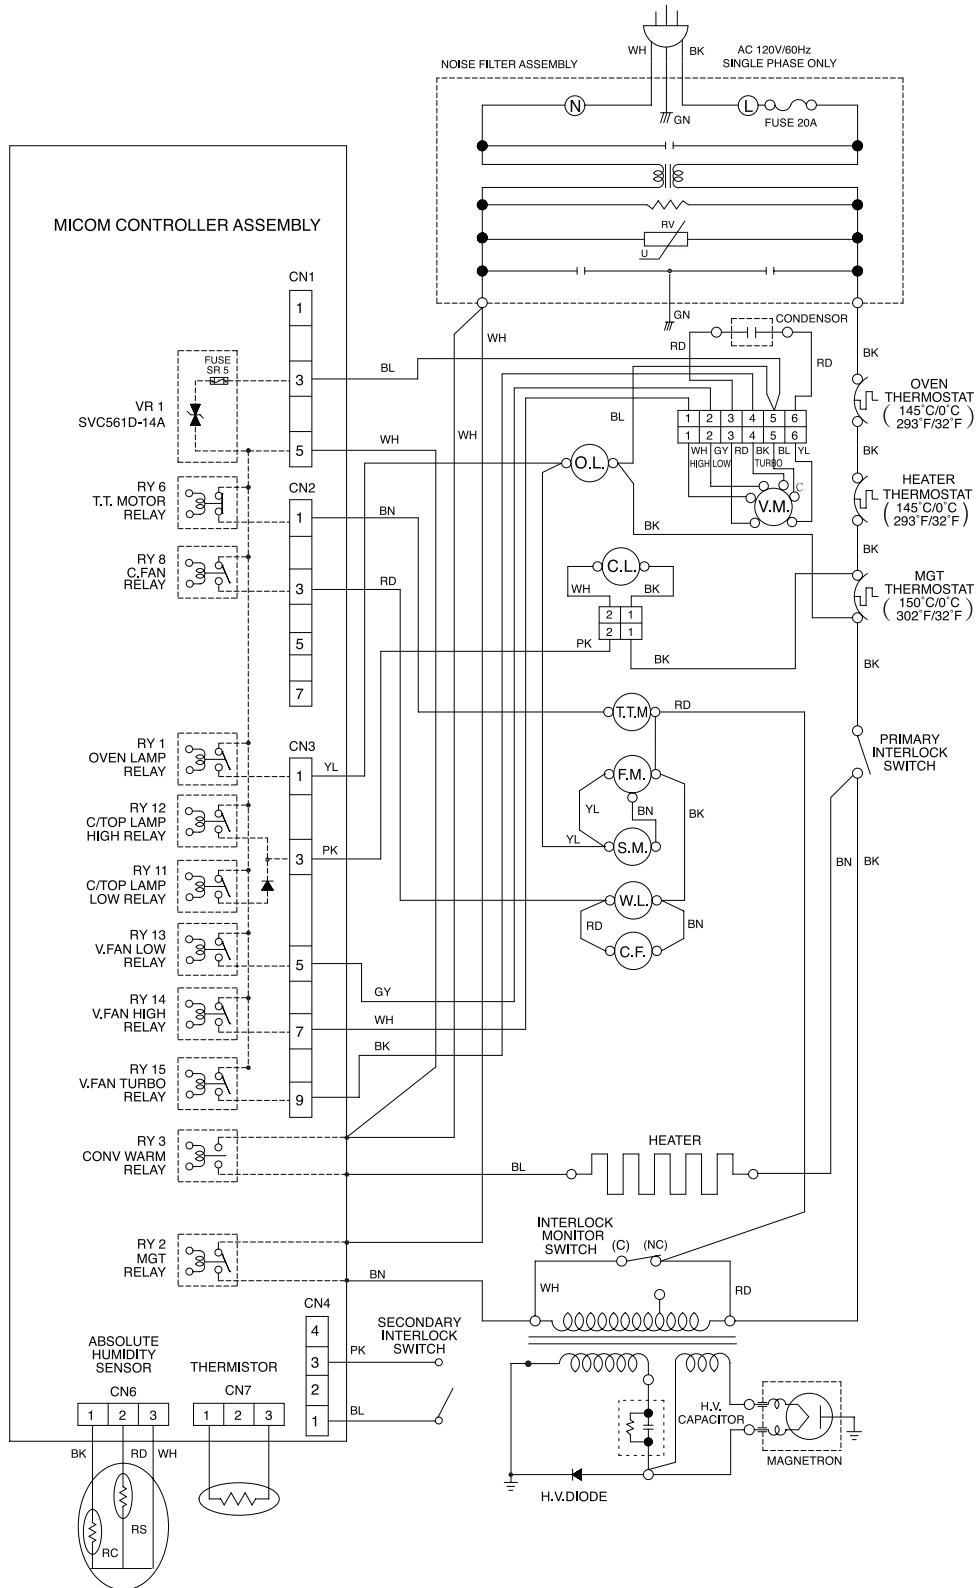 WH
BK
AC 120V/60Hz
SINGLE PHASE ONLY
NOISE FILTER ASSEMBLY
N
L
GN
FUSE 20A
RV
U
GN
MICOM CONTROLLER ASSEMBLY
CN1
1
3
5
FUSE
SR 5
VR 1
SVC561D-14A
BL
WH
WH
WH
RD
CONDENSOR
RD
BK
OVEN
THERMOSTAT
145°C/0°C
293°F/32°F
BK
HEATER
THERMOSTAT
145°C/0°C
293°F/32°F
BK
MGT
THERMOSTAT
150°C/0°C
302°F/32°F
BK
BL
1 2 3 4 5 6
1 2 3 4 5 6
WH GY RD BK BL YL
HIGH LOW TURBO
C
V.M.
O.L.
BK
C.L.
WH
BK
2 1
2 1
PK
BK
RY 6
T.T. MOTOR
RELAY
CN2
1
3
5
7
BN
RD
RY 8
C.FAN
RELAY
T.T.M
RD
F.M.
YL
BN
BK
YL
S.M.
W.L.
RD
BN
C.F.
PRIMARY
INTERLOCK
SWITCH
BN
BK
RY 1
OVEN LAMP
RELAY
CN3
1
3
5
7
9
YL
PK
GY
WH
BK
RY 12
C/TOP LAMP
HIGH RELAY
RY 11
C/TOP LAMP
LOW RELAY
RY 13
V.FAN LOW
RELAY
RY 14
V.FAN HIGH
RELAY
RY 15
V.FAN TURBO
RELAY
RY 3
CONV WARM
RELAY
BL
HEATER
RY 2
MGT
RELAY
BN
INTERLOCK
MONITOR
SWITCH
(C)
(NC)
WH
RD
CN4
4
3
2
1
PK
BL
SECONDARY
INTERLOCK
SWITCH
ABSOLUTE
HUMIDITY
SENSOR
CN6
1 2 3
BK
RD
WH
RS
RC
THERMISTOR
CN7
1 2 3
H.V.
CAPACITOR
H.V.DIODE
MAGNETRON